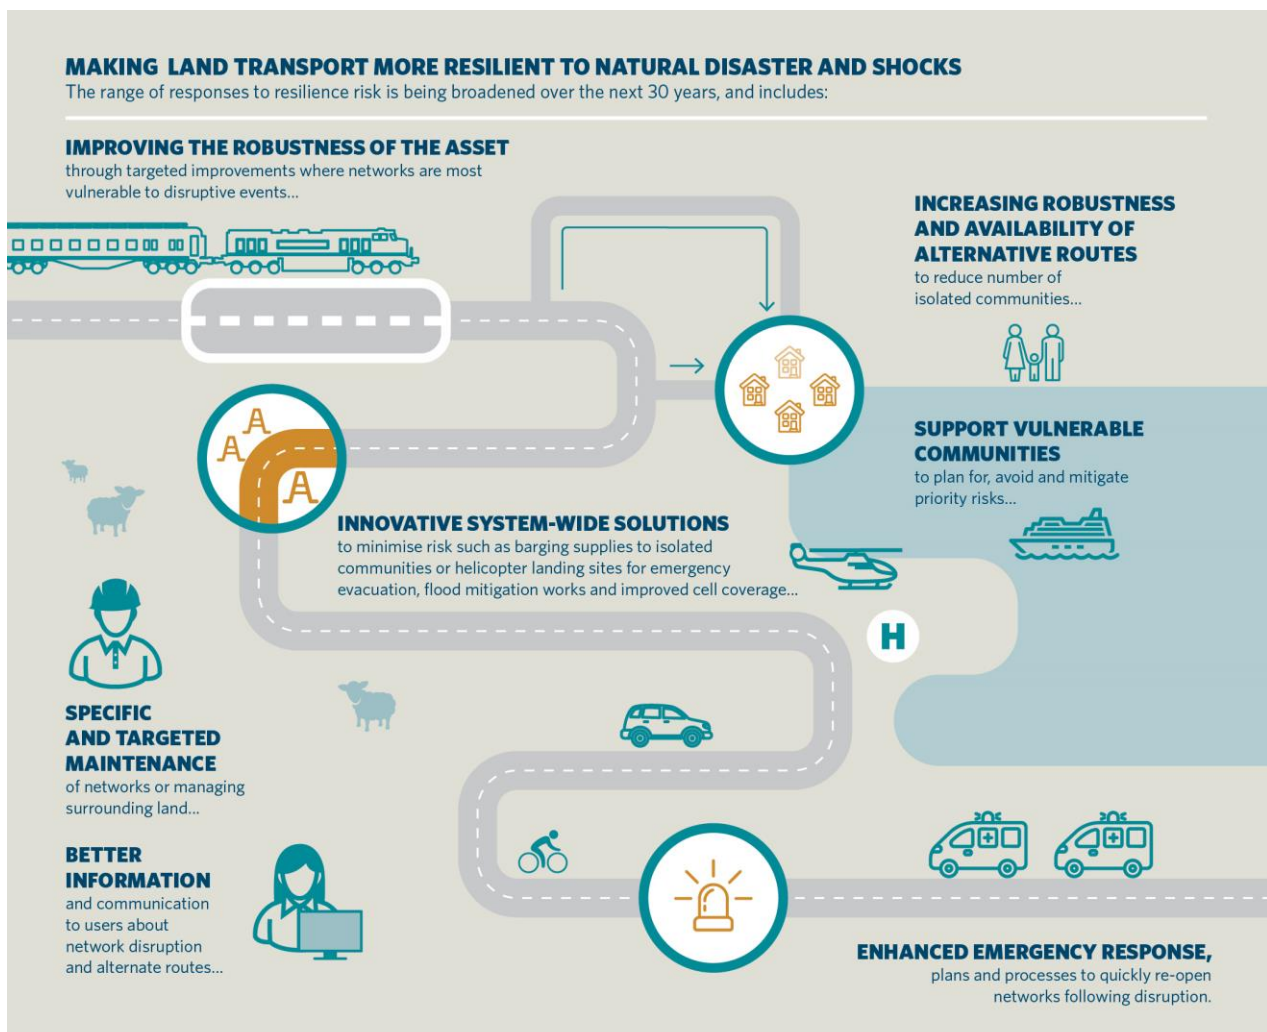 MAKING LAND TRANSPORT MORE RESILIENT TO NATURAL DISASTER AND SHOCKS
The range of responses to resilience risk is being broadened over the next 30 years, and includes:
IMPROVING THE ROBUSTNESS OF THE ASSET
through targeted improvements where networks are most
vulnerable to disruptive events...
INCREASING ROBUSTNESS
AND AVAILABILITY OF
ALTERNATIVE ROUTES
to reduce number of
isolated communities...
SUPPORT VULNERABLE
COMMUNITIES
to plan for, avoid and mitigate
priority risks...
INNOVATIVE SYSTEM-WIDE SOLUTIONS
to minimise risk such as barging supplies to isolated
communities or helicopter landing sites for emergency
evacuation, flood mitigation works and improved cell coverage...
H
SPECIFIC
AND TARGETED
MAINTENANCE
of networks or managing
surrounding land...
BETTER
INFORMATION
and communication
to users about
network disruption
and alternate routes...
ENHANCED EMERGENCY RESPONSE,
plans and processes to quickly re-open
networks following disruption.